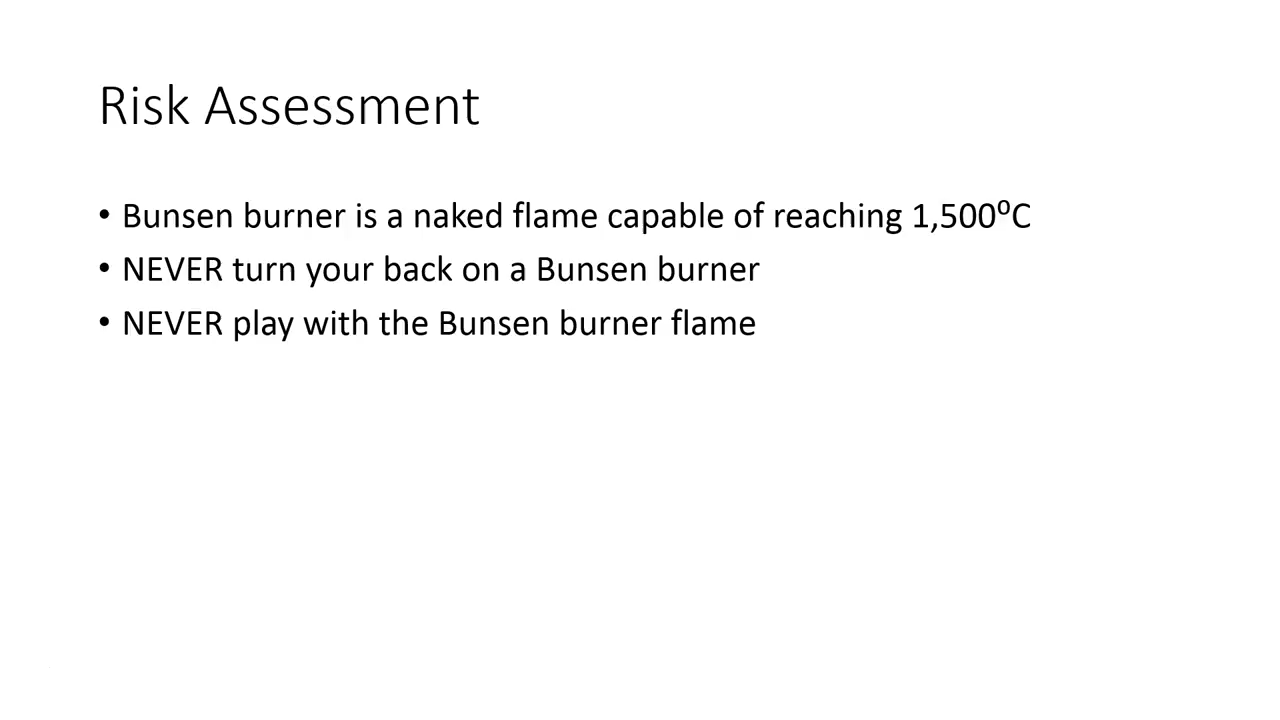 Risk Assessment
• Bunsen burner is a naked flame capable of reaching 1,500⁰C
• NEVER turn your back on a Bunsen burner
• NEVER play with the Bunsen burner flame